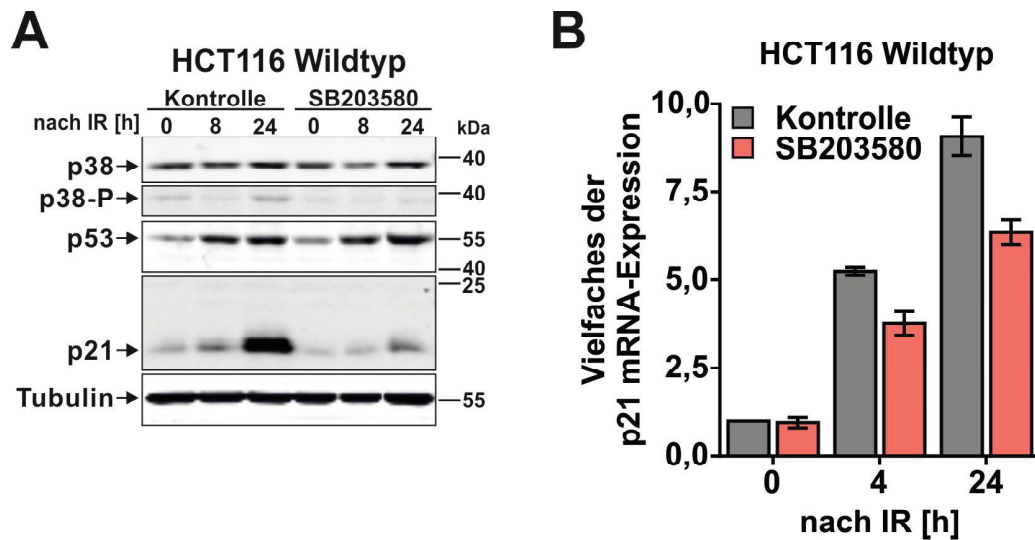 A
HCT116 Wildtyp
Kontrolle SB203580
nach IR [h] 0 8 24 0 8 24 kDa
p38 40
p38-P 40
p53 55
40
25
p21
Tubulin 55
B
HCT116 Wildtyp
Vielfaches der
p21 mRNA-Expression
10,0
7,5
5,0
2,5
0,0
Kontrolle
SB203580
0 4 24
nach IR [h]